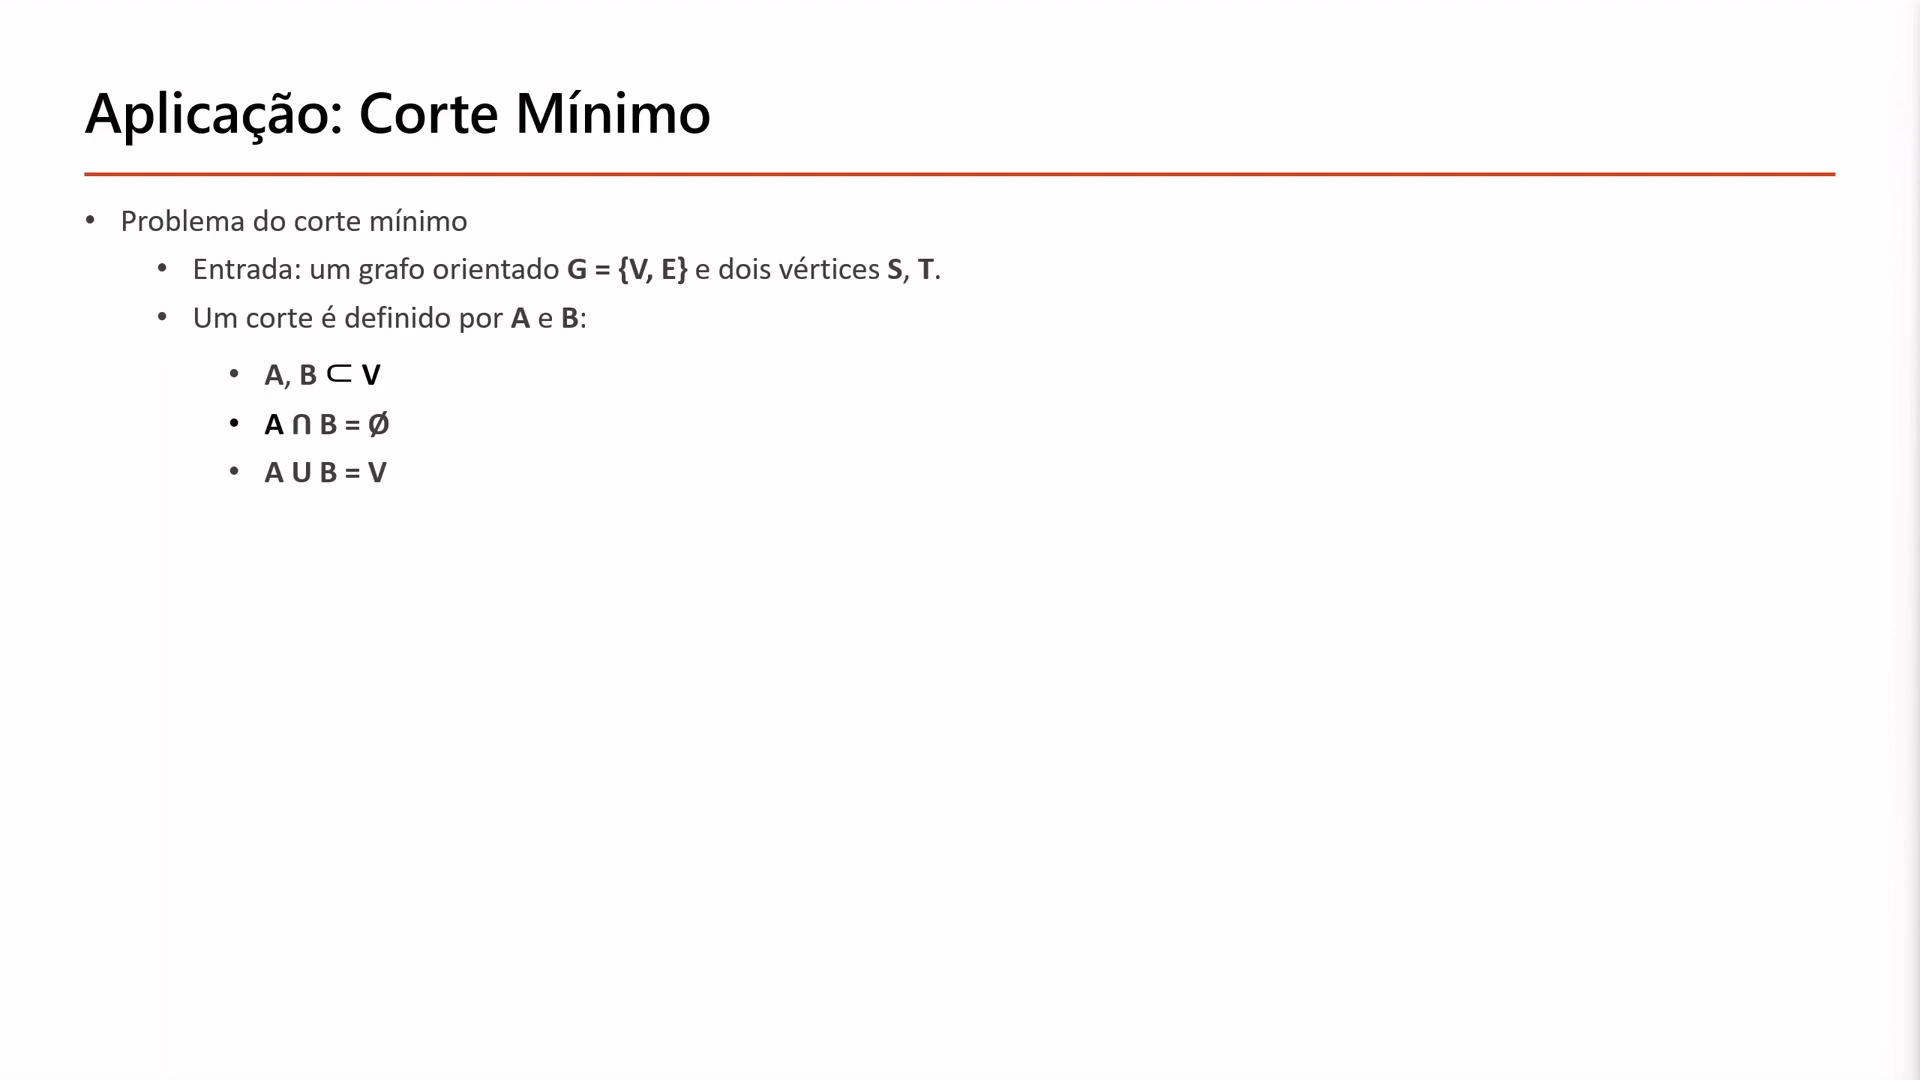 Aplicação: Corte Mínimo
• Problema do corte mínimo
• Entrada: um grafo orientado G = {V, E} e dois vértices S, T.
• Um corte é definido por A e B:
• A, B ⊂ V
• A ∩ B = Ø
• A U B = V